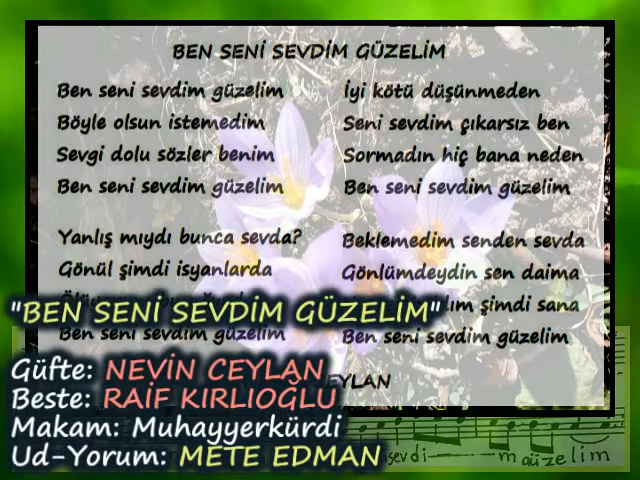 BEN SENİ SEVDİM GÜZELİM
Ben seni sevdim güzelim
Böyle olsun istemedim
Sevgi dolu sözler benim
Ben seni sevdim güzelim
Yanlış mıydı bunca sevda?
Gönül şimdi isyanlarda
Ben seni sevdim güzelim
İyi kötü düşünmeden
Seni sevdim çıkarsız ben
Sormadın hiç bana neden
Ben seni sevdim güzelim
Beklemedim senden sevda
Gönlümdeydin sen daima
şimdi sana
Ben seni sevdim güzelim
CEYLAN
"BEN SENİ SEVDİM GÜZELİM"
Güfte: NEVİN CEYLAN
Beste: RAİF KIRLIOĞLU
Makam: Muhayyerkürdi
Ud-Yorum: METE EDMAN
güzelim